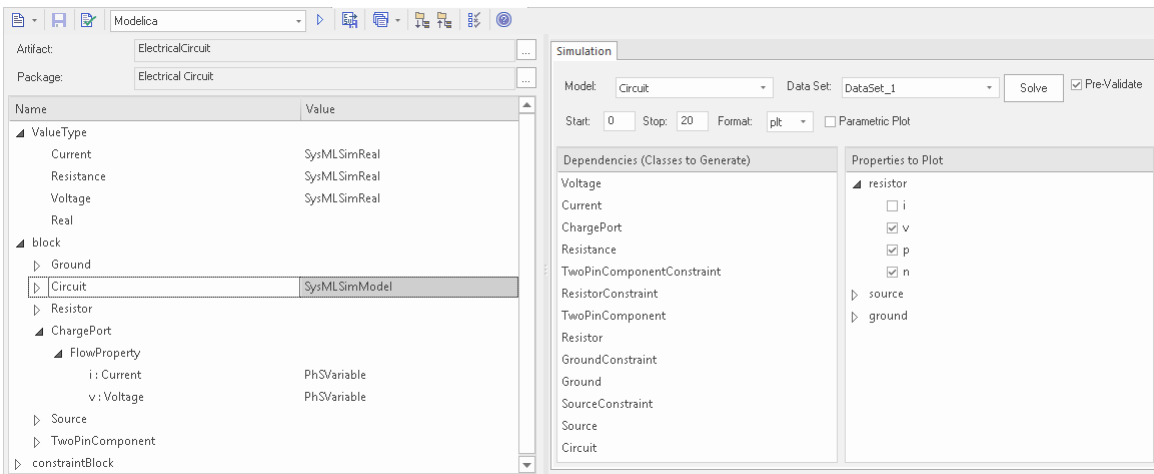 Modelica
Artifact: ElectricalCircuit ...
Package: Electrical Circuit ...
Name Value
ValueType
Current SysMLSimReal
Resistance SysMLSimReal
Voltage SysMLSimReal
Real
block
Ground
Circuit SysMLSimModel
Resistor
ChargePort
FlowProperty
i : Current PhSVariable
v : Voltage PhSVariable
Source
TwoPinComponent
constraintBlock
Simulation
Model: Circuit Data Set: DataSet_1 Solve Pre-Validate
Start: 0 Stop: 20 Format: plt Parametric Plot
Dependencies (Classes to Generate)
Voltage
Current
ChargePort
Resistance
TwoPinComponentConstraint
ResistorConstraint
TwoPinComponent
Resistor
GroundConstraint
Ground
SourceConstraint
Source
Circuit
Properties to Plot
resistor
i
v
p
n
source
ground